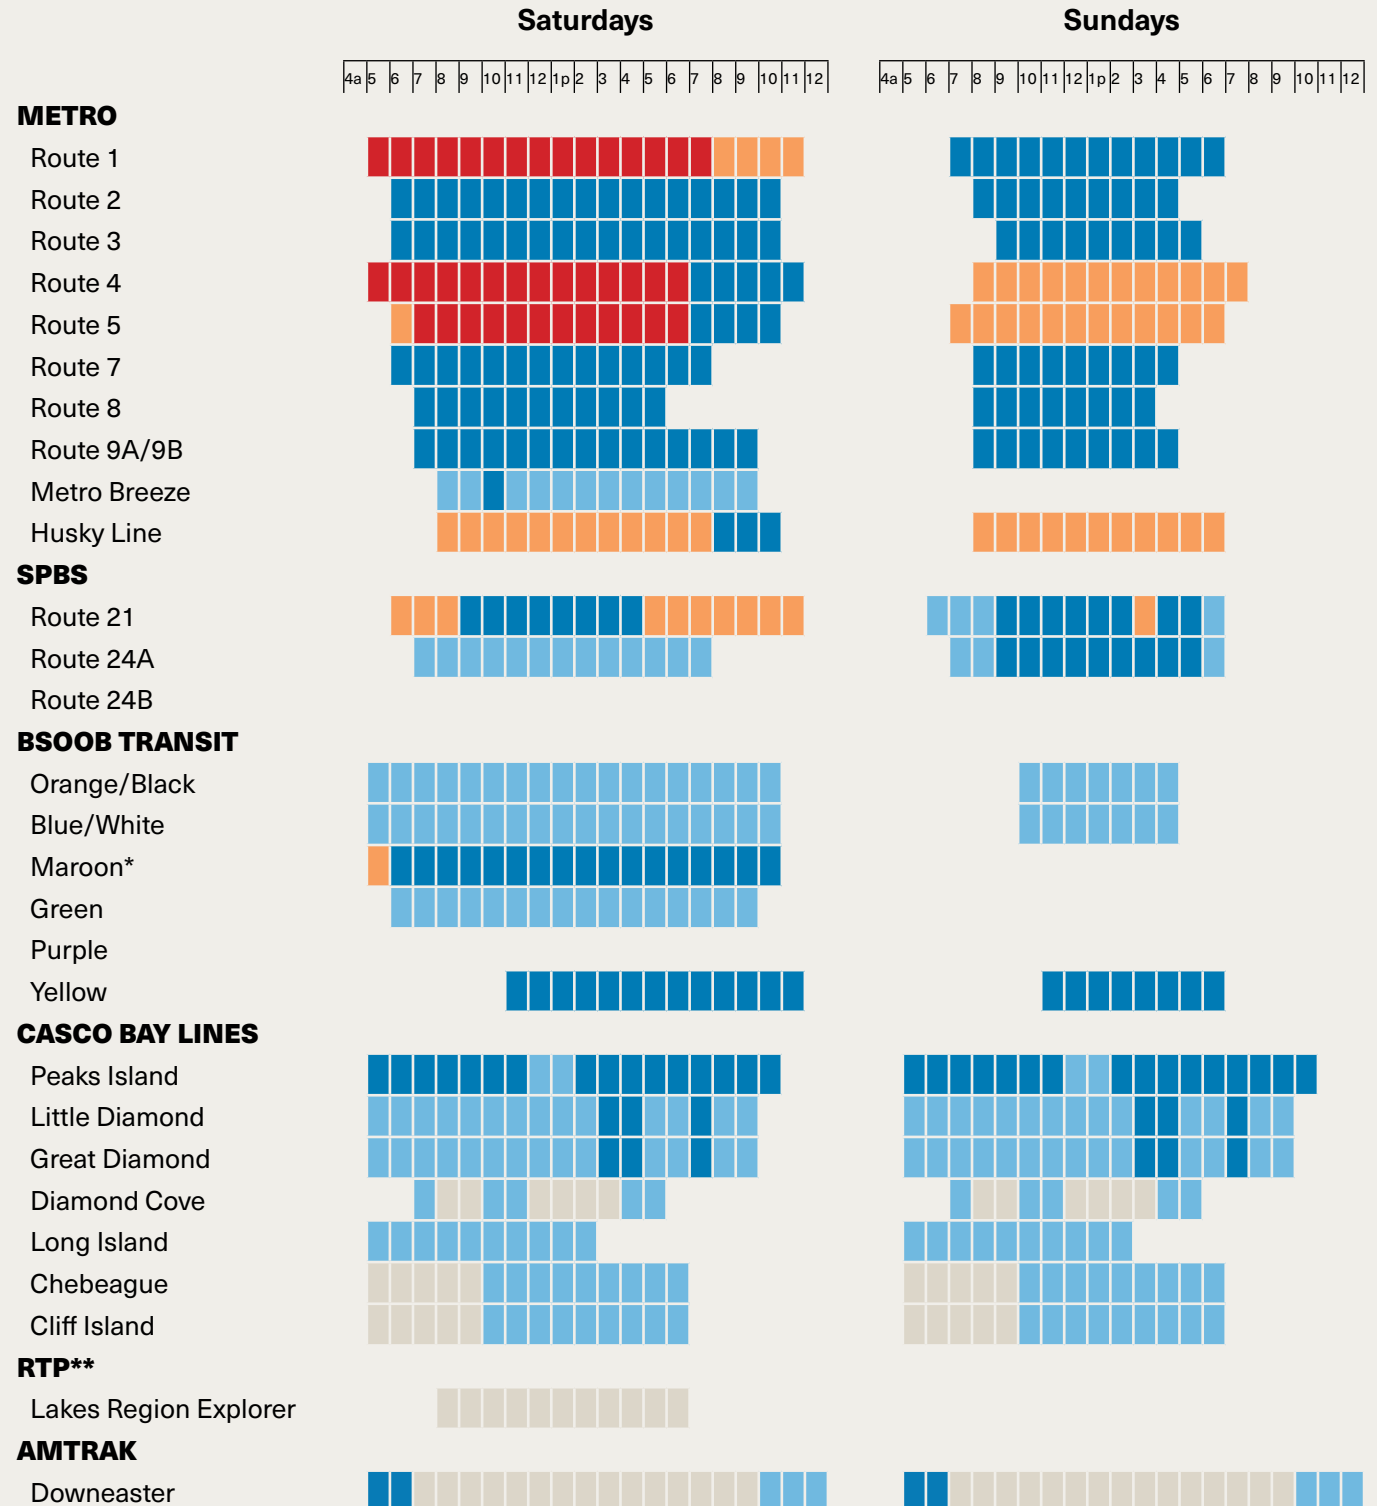 Saturdays Sundays
4a 5 6 7 8 9 10 11 12 1p 2 3 4 5 6 7 8 9 10 11 12 4a 5 6 7 8 9 10 11 12 1p 2 3 4 5 6 7 8 9 10 11 12
METRO
Route 1
Route 2
Route 3
Route 4
Route 5
Route 7
Route 8
Route 9A/9B
Metro Breeze
Husky Line
SPBS
Route 21
Route 24A
Route 24B
BSOOB TRANSIT
Orange/Black
Blue/White
Maroon*
Green
Purple
Yellow
CASCO BAY LINES
Peaks Island
Little Diamond
Great Diamond
Diamond Cove
Long Island
Chebeague
Cliff Island
RTP**
Lakes Region Explorer
AMTRAK
Downeaster